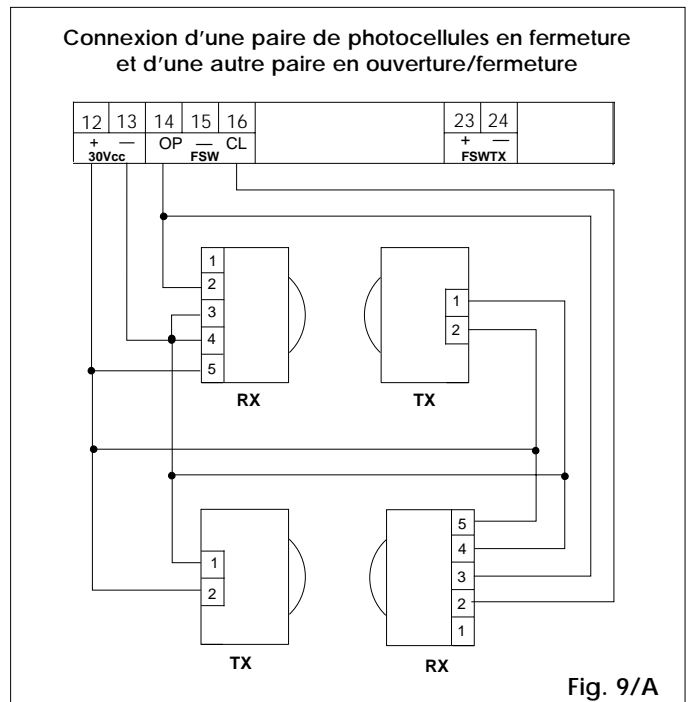 Connexion d'une paire de photocellules en fermeture
et d'une autre paire en ouverture/fermeture
12 13 14 15 16 23 24
+ — OP — CL + —
30Vcc FSW FSWTX
1
2
3
4
5
RX
1
2
TX
1
2
TX
5
4
3
2
1
RX
Fig. 9/A